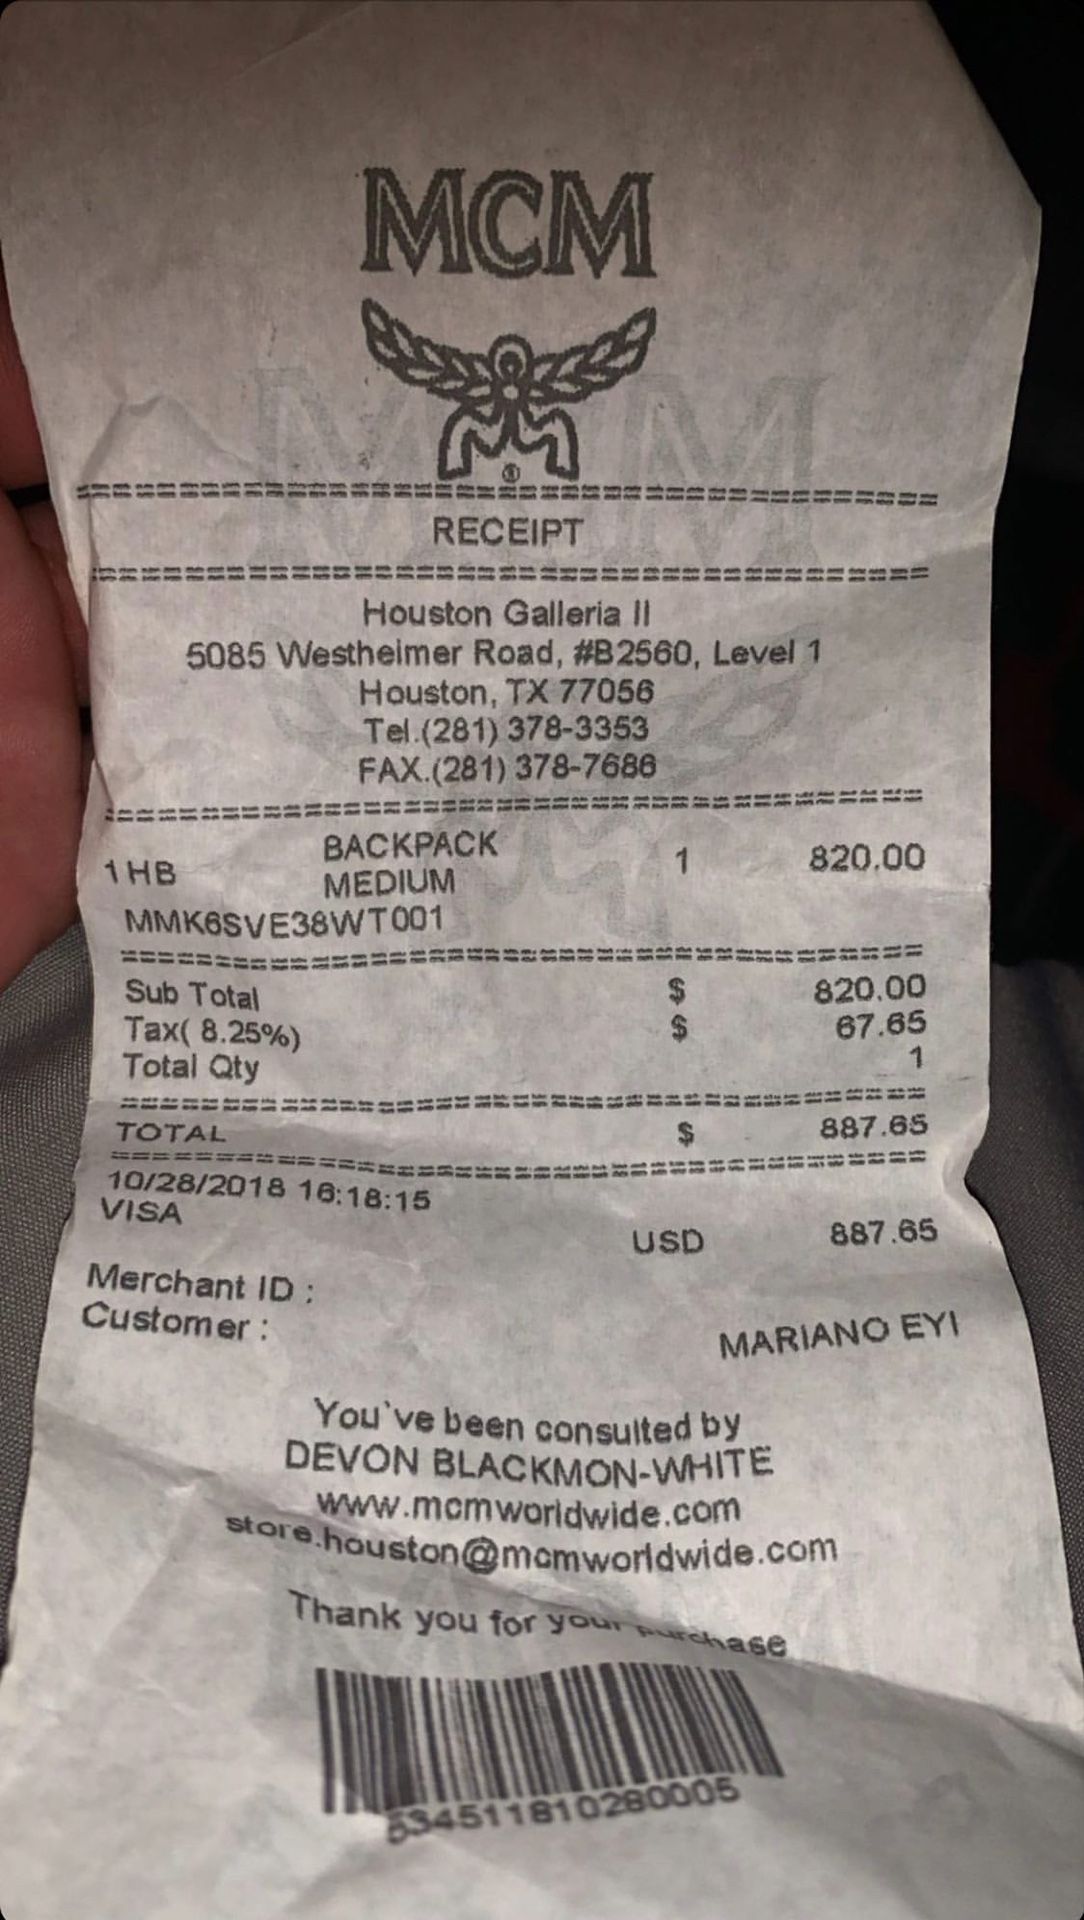 MCM
®
==================================
RECEIPT
==================================
Houston Galleria II
5085 Westheimer Road, #B2560, Level 1
Houston, TX 77056
Tel.(281) 378-3353
FAX.(281) 378-7686
==================================
1 HB BACKPACK MEDIUM 1 820.00
MMK6SVE38WT001
==================================
Sub Total $ 820.00
Tax( 8.25%) $ 67.65
Total Qty 1
==================================
TOTAL $ 887.65
==================================
10/28/2018 16:18:15
VISA USD 887.65
Merchant ID :
Customer : MARIANO EYI
You've been consulted by
DEVON BLACKMON-WHITE
www.mcmworldwide.com
store.houston@mcmworldwide.com
Thank you for your purchase
534511810280005